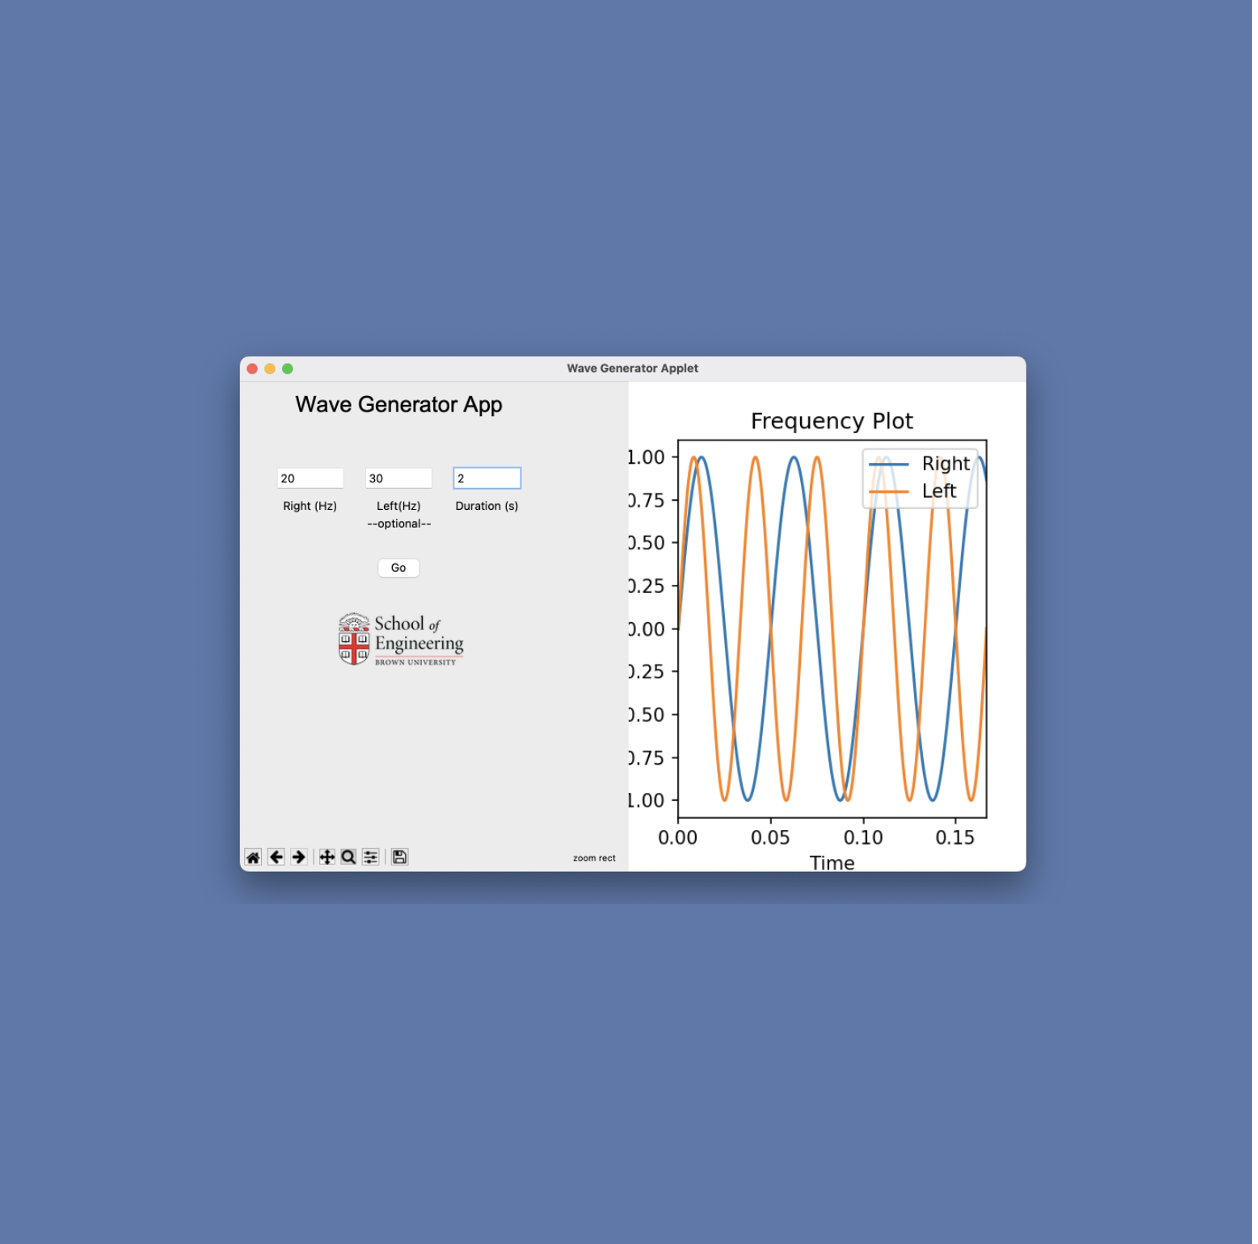 Wave Generator Applet
Wave Generator App
20
30
2
Right (Hz)
Left(Hz)
Duration (s)
--optional--
Go
School of
Engineering
BROWN UNIVERSITY
zoom rect
Frequency Plot
Right
Left
1.00
0.75
0.50
0.25
0.00
0.25
0.50
0.75
1.00
0.00
0.05
0.10
0.15
Time